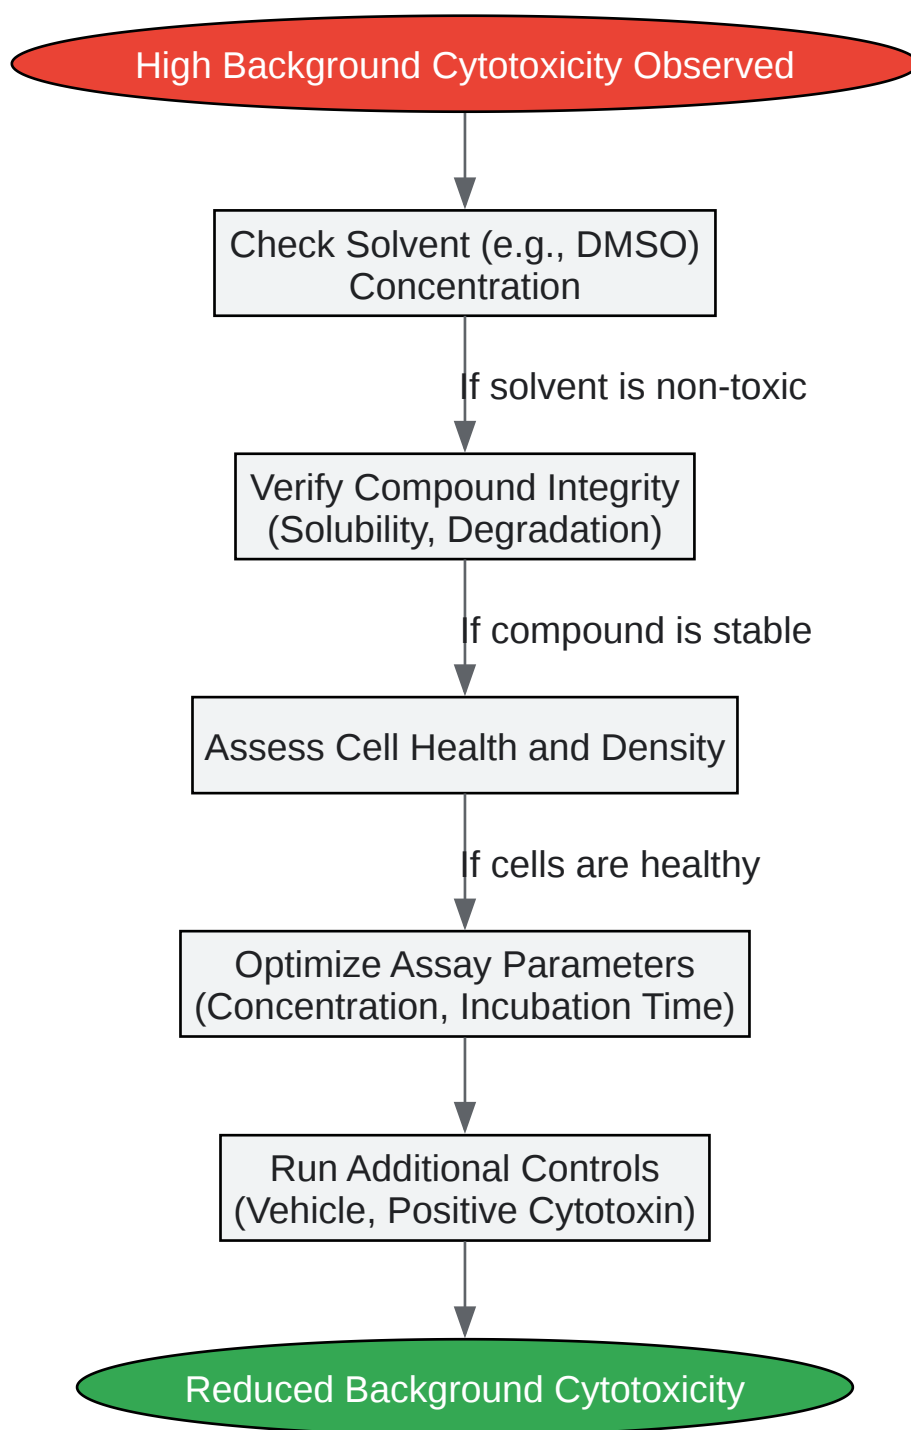 High Background Cytotoxicity Observed
Check Solvent (e.g., DMSO)
Concentration
If solvent is non-toxic
Verify Compound Integrity
(Solubility, Degradation)
If compound is stable
Assess Cell Health and Density
If cells are healthy
Optimize Assay Parameters
(Concentration, Incubation Time)
Run Additional Controls
(Vehicle, Positive Cytotoxin)
Reduced Background Cytotoxicity